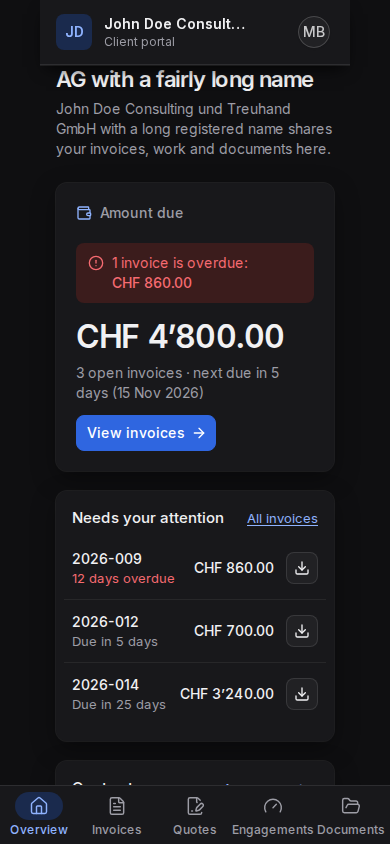 JD
John Doe Consult…
Client portal
MB
AG with a fairly long name
John Doe Consulting und Treuhand
GmbH with a long registered name shares
your invoices, work and documents here.
Amount due
1 invoice is overdue:
CHF 860.00
CHF 4’800.00
3 open invoices · next due in 5
days (15 Nov 2026)
View invoices
Needs your attention
All invoices
2026-009
CHF 860.00
12 days overdue
2026-012
CHF 700.00
Due in 5 days
2026-014
CHF 3’240.00
Due in 25 days
Overview
Invoices
Quotes
Engagements
Documents